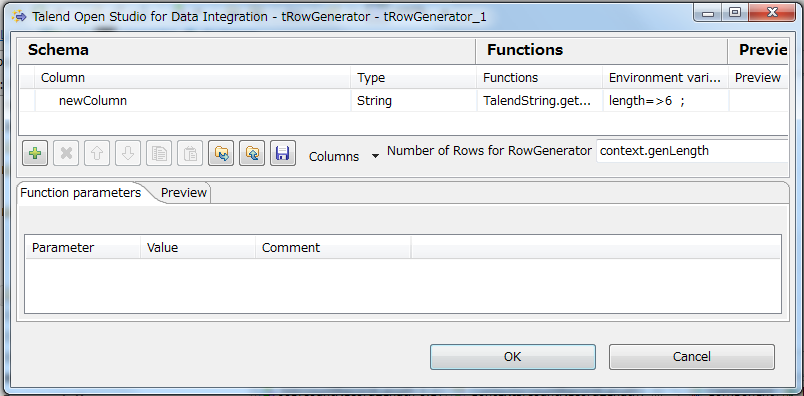 Talend Open Studio for Data Integration - tRowGenerator - tRowGenerator_1
Schema Functions Previe
Column Type Functions Environment vari... Preview
newColumn String TalendString.get... length=>6 ;
Columns Number of Rows for RowGenerator context.genLength
Function parameters Preview
Parameter Value Comment
OK Cancel